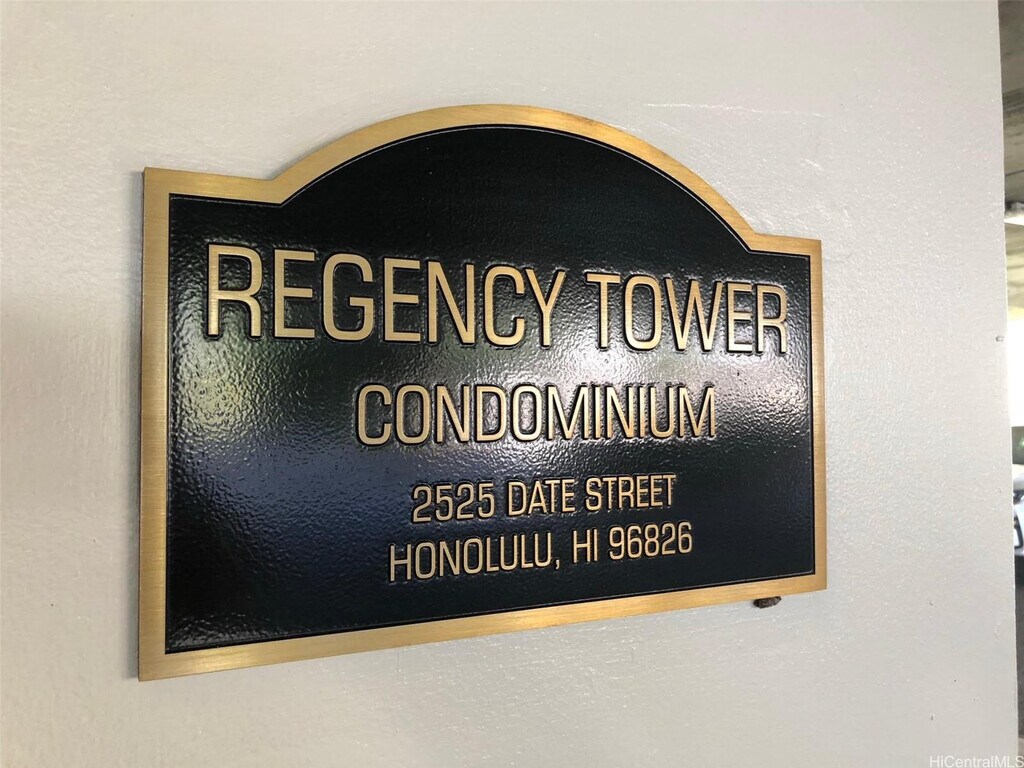 REGENCY TOWER
CONDOMINIUM
2525 DATE STREET
HONOLULU, HI 96826
HiCentralMLS